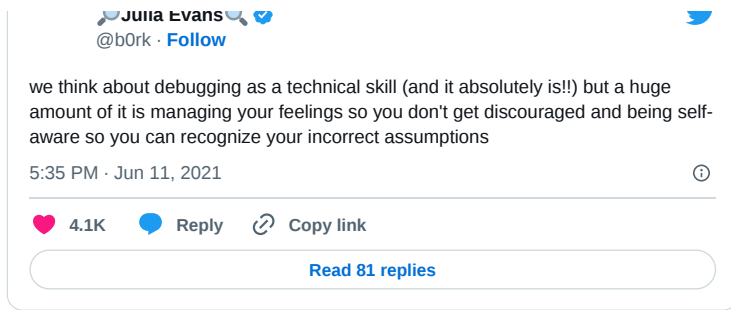 🔎Julia Evans🔍
@b0rk · Follow
we think about debugging as a technical skill (and it absolutely is!!) but a huge
amount of it is managing your feelings so you don't get discouraged and being self-
aware so you can recognize your incorrect assumptions
5:35 PM · Jun 11, 2021
4.1K Reply Copy link
Read 81 replies